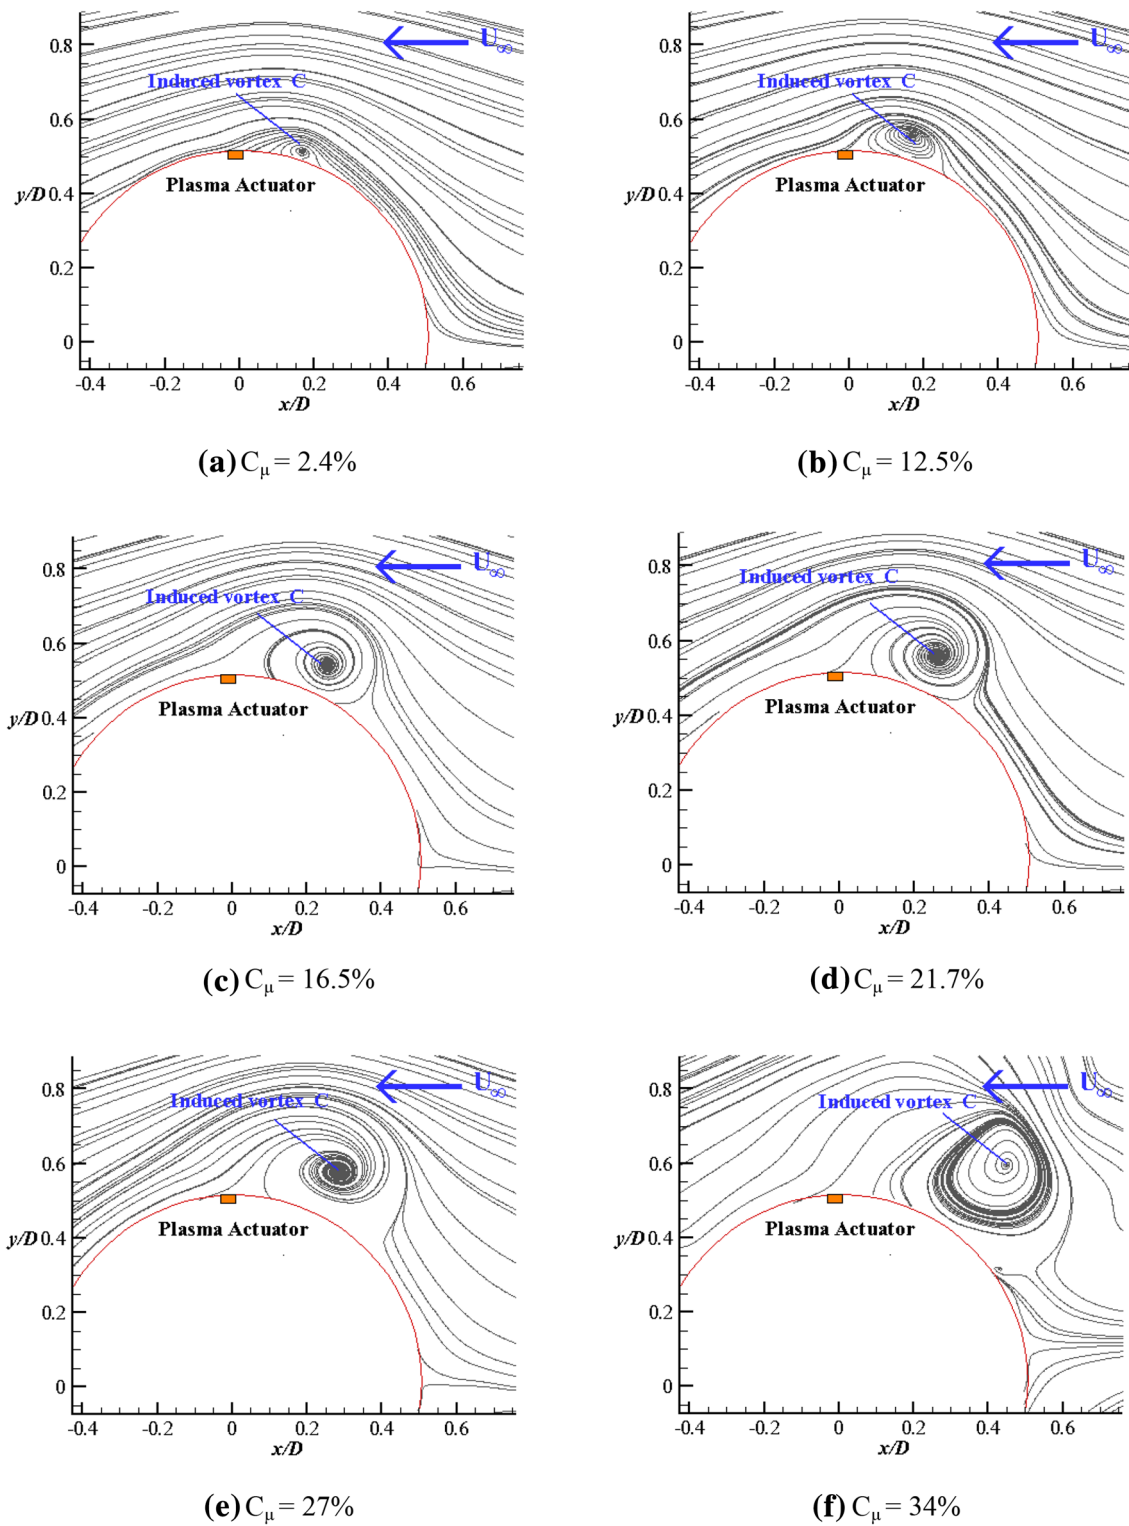 0.8
U∞
Induced vortex C
0.6
Plasma Actuator
y/D 0.4
0.2
0
-0.4 -0.2 0 0.2 0.4 0.6
x/D
(a) Cμ = 2.4%
0.8
U∞
Induced vortex C
0.6
Plasma Actuator
y/D 0.4
0.2
0
-0.4 -0.2 0 0.2 0.4 0.6
x/D
(b) Cμ = 12.5%
0.8
U∞
Induced vortex C
0.6
Plasma Actuator
y/D 0.4
0.2
0
-0.4 -0.2 0 0.2 0.4 0.6
x/D
(c) Cμ = 16.5%
0.8
U∞
Induced vortex C
0.6
Plasma Actuator
y/D 0.4
0.2
0
-0.4 -0.2 0 0.2 0.4 0.6
x/D
(d) Cμ = 21.7%
0.8
U∞
Induced vortex C
0.6
Plasma Actuator
y/D 0.4
0.2
0
-0.4 -0.2 0 0.2 0.4 0.6
x/D
(e) Cμ = 27%
0.8
U∞
Induced vortex C
0.6
Plasma Actuator
y/D 0.4
0.2
0
-0.4 -0.2 0 0.2 0.4 0.6
x/D
(f) Cμ = 34%